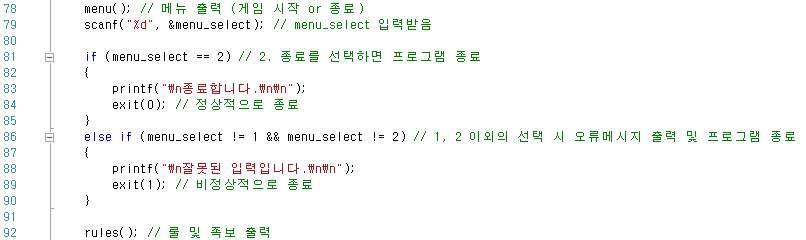 78 menu(); // 메뉴 출력 (게임 시작 or 종료)
79 scanf("%d", &menu_select); // menu_select 입력받음
80
81 if (menu_select == 2) // 2. 종료를 선택하면 프로그램 종료
82 {
83 printf("₩n종료합니다.₩n₩n");
84 exit(0); // 정상적으로 종료
85 }
86 else if (menu_select != 1 && menu_select != 2) // 1, 2 이외의 선택 시 오류메시지 출력 및 프로그램 종료
87 {
88 printf("₩n잘못된 입력입니다.₩n₩n");
89 exit(1); // 비정상적으로 종료
90 }
91
92 rules(); // 룰 및 족보 출력